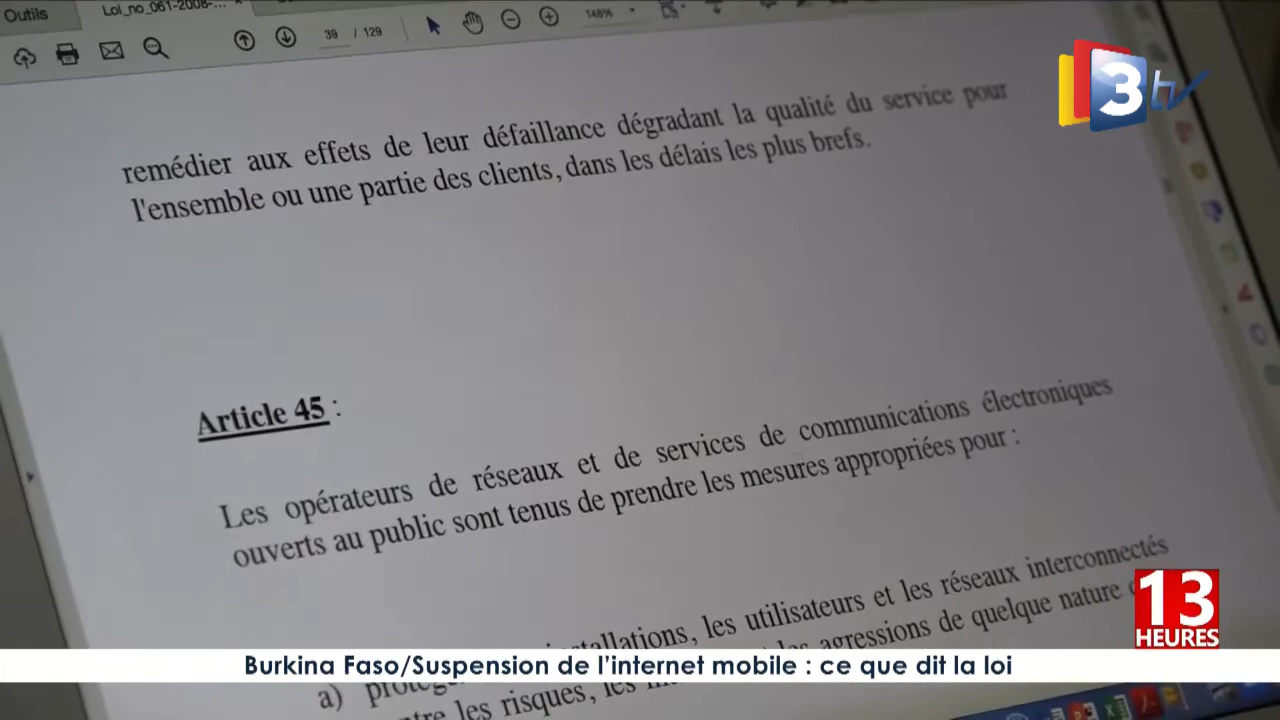 Outils
Loi_no_061-2008-...
39 / 129
148%
3tv
remédier aux effets de leur défaillance dégradant la qualité du service pour
l'ensemble ou une partie des clients, dans les délais les plus brefs.
Article 45 :
Les opérateurs de réseaux et de services de communications électroniques
ouverts au public sont tenus de prendre les mesures appropriées pour :
les utilisateurs et les réseaux interconnectés
a)
les risques, les
agressions de quelque nature
13
HEURES
Burkina Faso/Suspension de l'internet mobile : ce que dit la loi